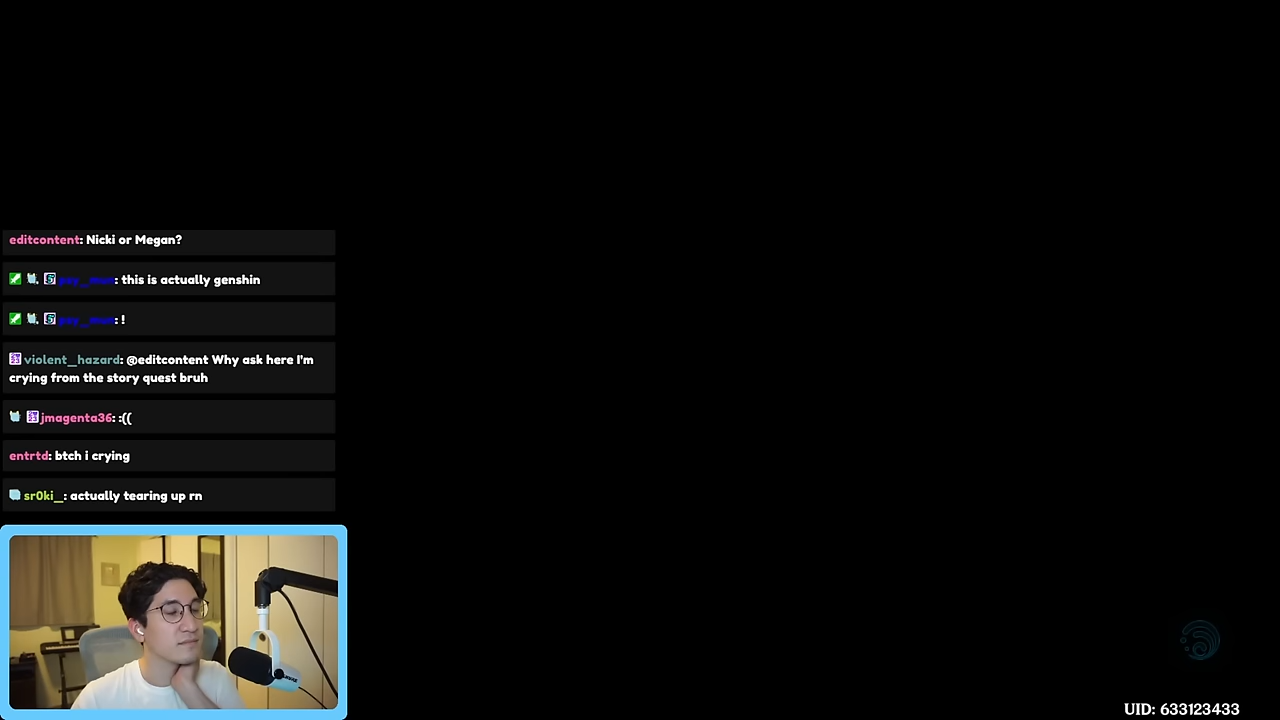 editcontent: Nicki or Megan?
: this is actually genshin
: !
violent_hazard: @editcontent Why ask here I'm
crying from the story quest bruh
jmagenta36: :((
entrtd: btch i crying
sr0ki_: actually tearing up rn
UID: 633123433